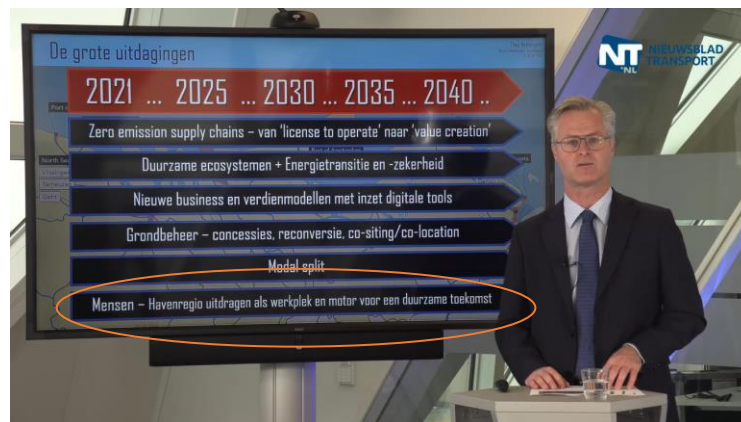 De grote uitdagingen
NT
.NL
NIEUWSBLAD
TRANSPORT
2021 ... 2025 ... 2030 ... 2035 ... 2040 ..
Zero emission supply chains – van 'license to operate' naar 'value creation'
Duurzame ecosystemen + Energietransitie en -zekerheid
Nieuwe business en verdienmodellen met inzet digitale tools
Grondbeheer – concessies, reconversie, co-siting/co-location
Modal split
Mensen – Havenregio uitdragen als werkplek en motor voor een duurzame toekomst